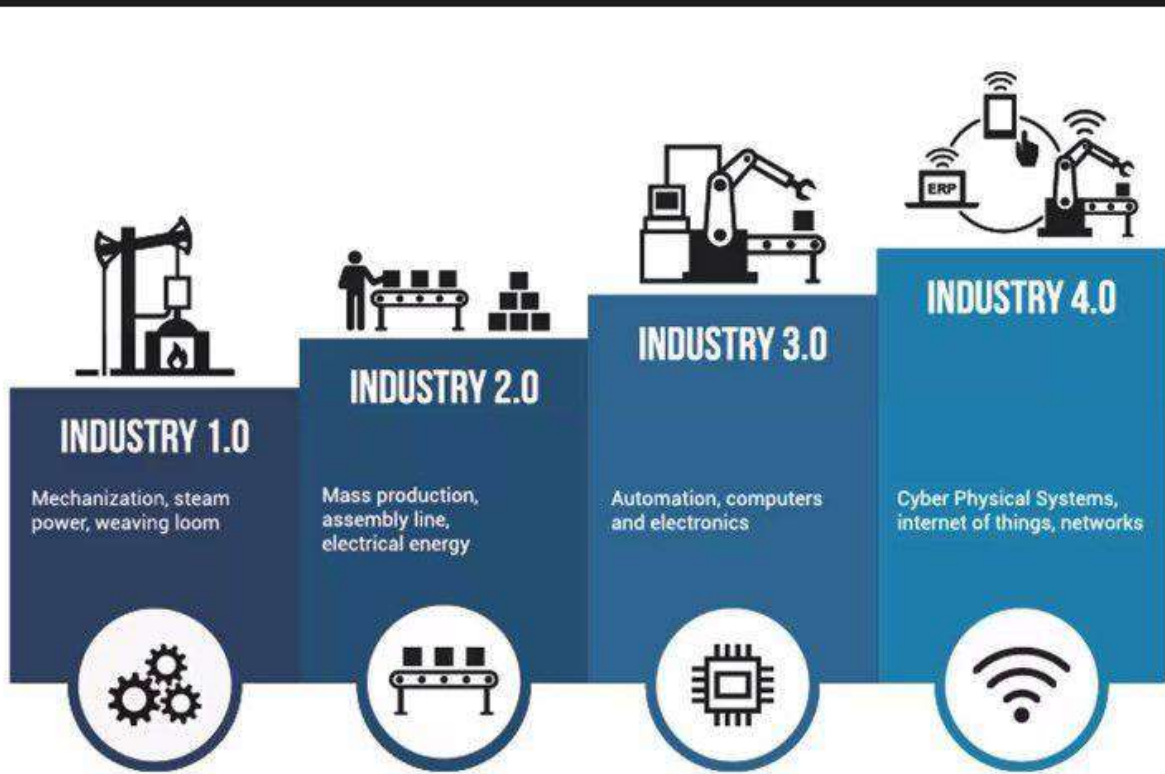 ERP
INDUSTRY 1.0
Mechanization, steam
power, weaving loom
INDUSTRY 2.0
Mass production,
assembly line,
electrical energy
INDUSTRY 3.0
Automation, computers
and electronics
INDUSTRY 4.0
Cyber Physical Systems,
internet of things, networks